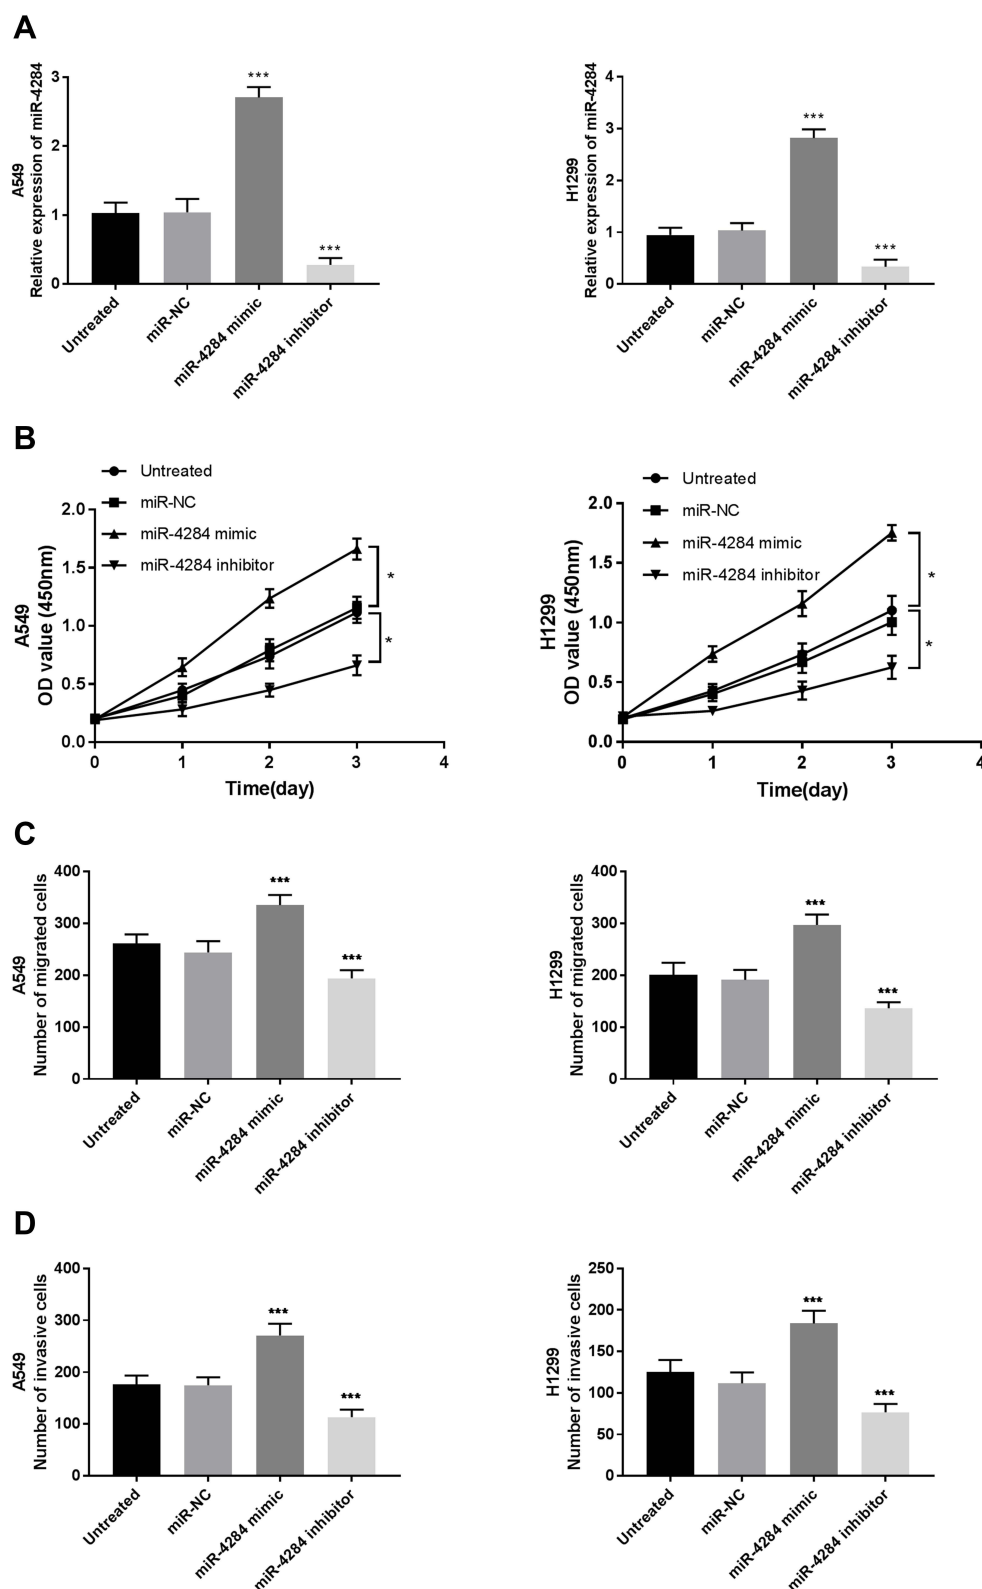 A
A549
Relative expression of miR-4284
3
2
1
0
***
***
Untreated
miR-NC
miR-4284 mimic
miR-4284 inhibitor
H1299
Relative expression of miR-4284
4
3
2
1
0
***
***
Untreated
miR-NC
miR-4284 mimic
miR-4284 inhibitor
B
Untreated
miR-NC
miR-4284 mimic
miR-4284 inhibitor
A549
OD value (450nm)
2.0
1.5
1.0
0.5
0.0
*
*
0 1 2 3 4
Time(day)
Untreated
miR-NC
miR-4284 mimic
miR-4284 inhibitor
H1299
OD value (450nm)
2.0
1.5
1.0
0.5
0.0
*
*
0 1 2 3 4
Time(day)
C
A549
Number of migrated cells
400
300
200
100
0
***
***
Untreated
miR-NC
miR-4284 mimic
miR-4284 inhibitor
H1299
Number of migrated cells
400
300
200
100
0
***
***
Untreated
miR-NC
miR-4284 mimic
miR-4284 inhibitor
D
A549
Number of invasive cells
400
300
200
100
0
***
***
Untreated
miR-NC
miR-4284 mimic
miR-4284 inhibitor
H1299
Number of invasive cells
250
200
150
100
50
0
***
***
Untreated
miR-NC
miR-4284 mimic
miR-4284 inhibitor